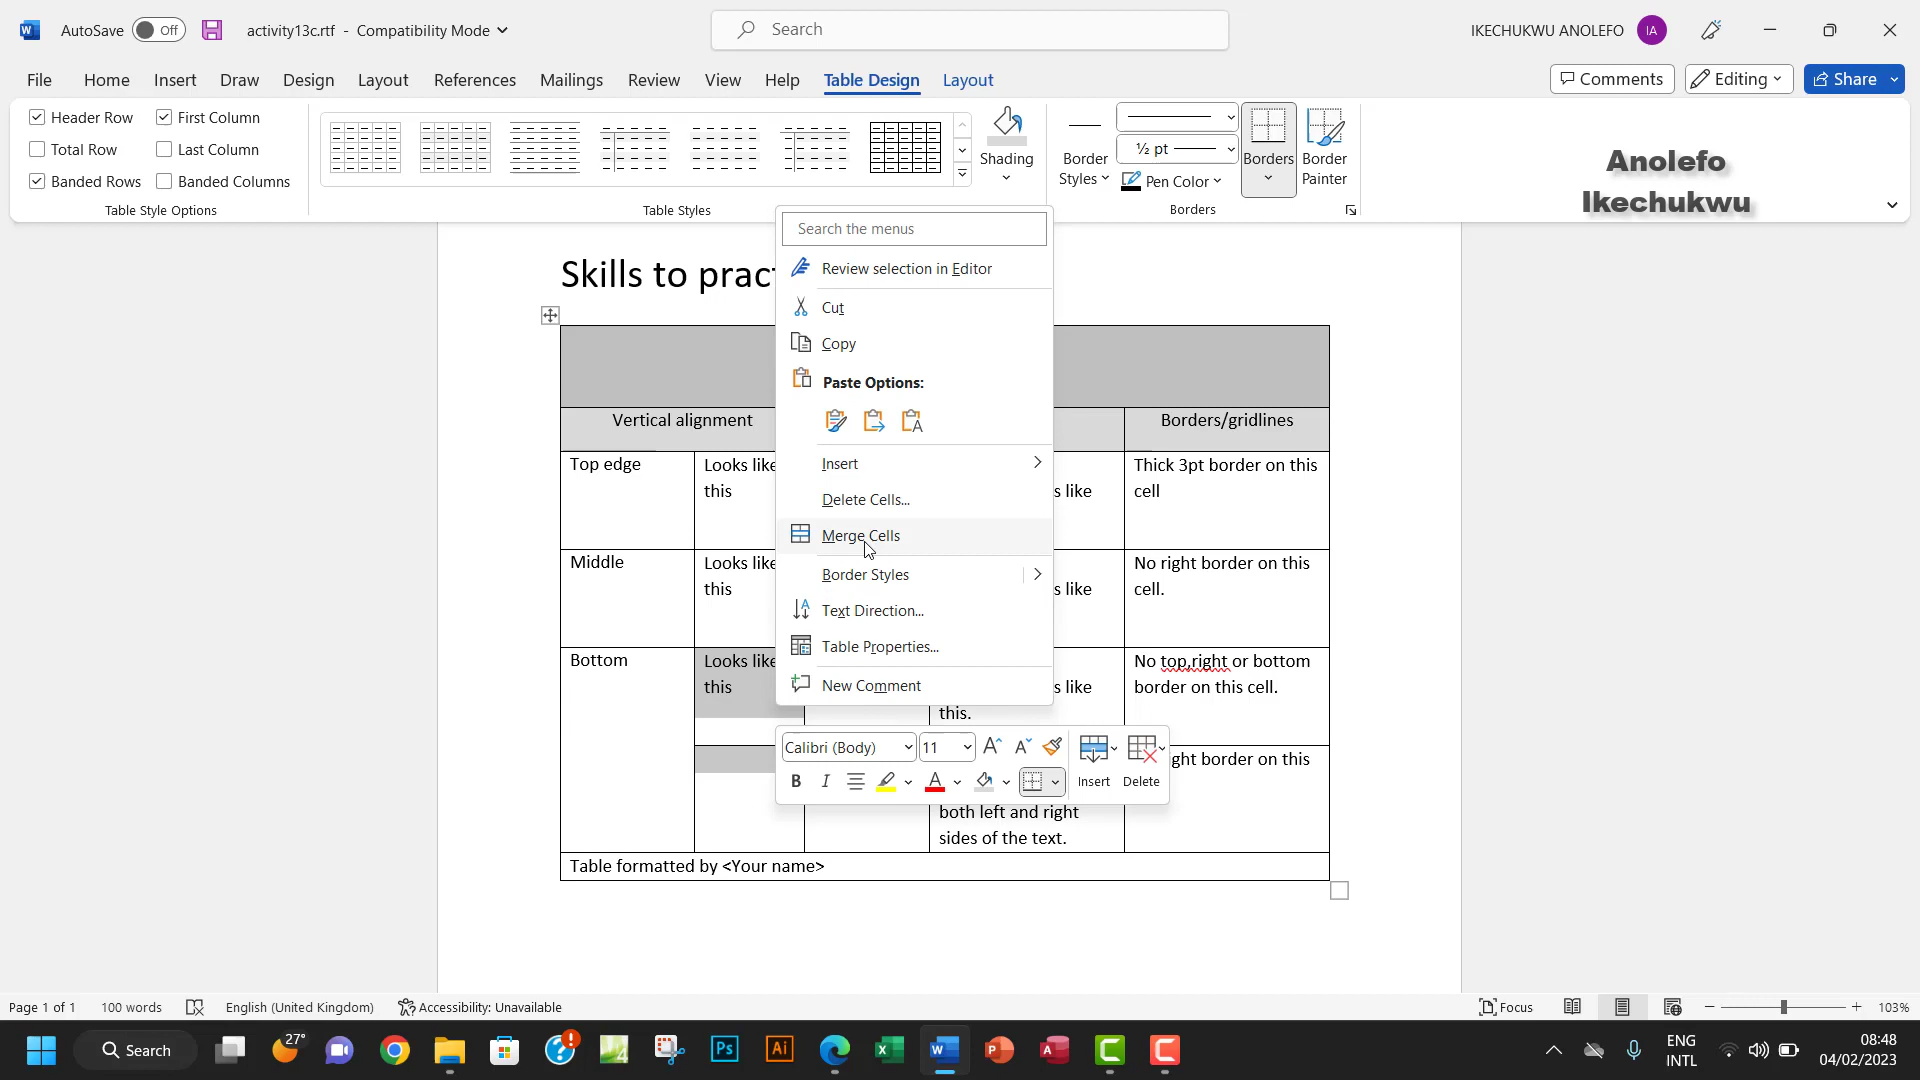 AutoSave Off activity13c.rtf - Compatibility Mode Search IKECHUKWU ANOLEFO IA
File Home Insert Draw Design Layout References Mailings Review View Help Table Design Layout Comments Editing Share
Header Row First Column
Total Row Last Column
Banded Rows Banded Columns
Table Style Options
Table Styles
Shading
Border
Styles
½ pt
Pen Color
Borders
Border
Painter
Borders
Anolefo
Ikechukwu
Skills to pract
Search the menus
Review selection in Editor
Cut
Copy
Paste Options:
Insert
Delete Cells...
Merge Cells
Border Styles
Text Direction...
Table Properties...
New Comment
Vertical alignment Borders/gridlines
Top edge
Looks like
this
s like
Thick 3pt border on this
cell
Middle
Looks like
this
s like
No right border on this
cell.
Bottom
Looks like
this
s like
this.
No top,right or bottom
border on this cell.
Calibri (Body) 11
B I A Insert Delete
ght border on this
both left and right
sides of the text.
Table formatted by <Your name>
Page 1 of 1 100 words English (United Kingdom) Accessibility: Unavailable Focus 103%
Search 27° Ps Ai ENG
INTL
08:48
04/02/2023